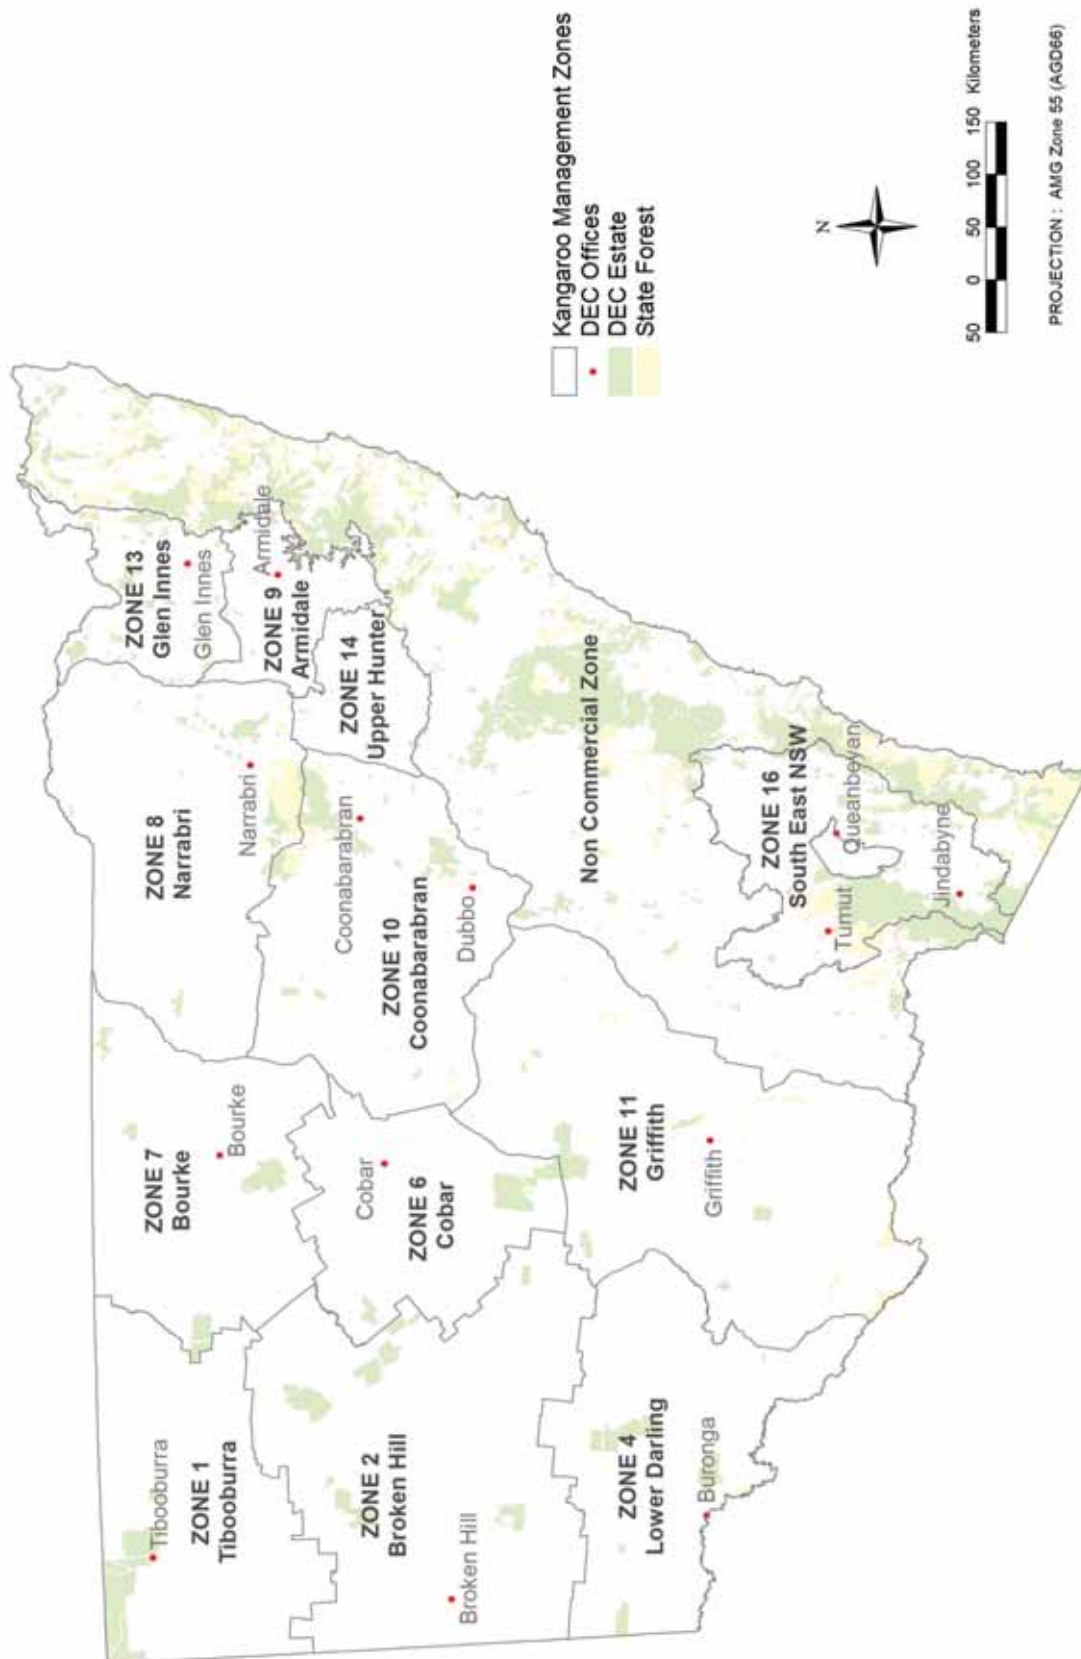 ZONE 1
Tibooburra
Tibooburra
ZONE 7
Bourke
Bourke
ZONE 8
Narrabri
Narrabri
ZONE 13
Glen Innes
Glen Innes
ZONE 9
Armidale
Armidale
ZONE 2
Broken Hill
Broken Hill
ZONE 6
Cobar
Cobar
ZONE 10
Coonabarabran
Coonabarabran
Dubbo
ZONE 14
Upper Hunter
ZONE 4
Lower Darling
Buronga
ZONE 11
Griffith
Griffith
Non Commercial Zone
ZONE 16
South East NSW
Queanbeyan
Tumut
Jindabyne
Kangaroo Management Zones
DEC Offices
DEC Estate
State Forest
N
50 0 50 100 150 Kilometers
PROJECTION : AMG Zone 55 (AGD66)